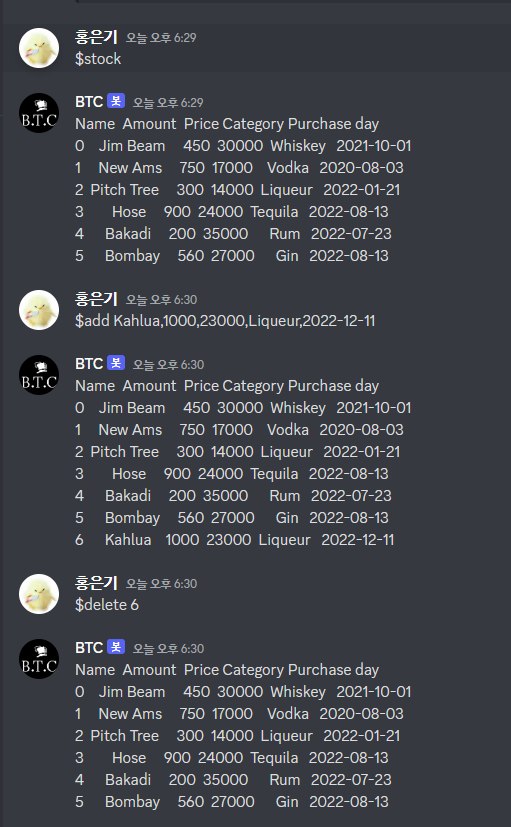 홍은기 오늘 오후 6:29
$stock
B.T.C
BTC 봇 오늘 오후 6:29
Name Amount Price Category Purchase day
0 Jim Beam 450 30000 Whiskey 2021-10-01
1 New Ams 750 17000 Vodka 2020-08-03
2 Pitch Tree 300 14000 Liqueur 2022-01-21
3 Hose 900 24000 Tequila 2022-08-13
4 Bakadi 200 35000 Rum 2022-07-23
5 Bombay 560 27000 Gin 2022-08-13
홍은기 오늘 오후 6:30
$add Kahlua,1000,23000,Liqueur,2022-12-11
B.T.C
BTC 봇 오늘 오후 6:30
Name Amount Price Category Purchase day
0 Jim Beam 450 30000 Whiskey 2021-10-01
1 New Ams 750 17000 Vodka 2020-08-03
2 Pitch Tree 300 14000 Liqueur 2022-01-21
3 Hose 900 24000 Tequila 2022-08-13
4 Bakadi 200 35000 Rum 2022-07-23
5 Bombay 560 27000 Gin 2022-08-13
6 Kahlua 1000 23000 Liqueur 2022-12-11
홍은기 오늘 오후 6:30
$delete 6
B.T.C
BTC 봇 오늘 오후 6:30
Name Amount Price Category Purchase day
0 Jim Beam 450 30000 Whiskey 2021-10-01
1 New Ams 750 17000 Vodka 2020-08-03
2 Pitch Tree 300 14000 Liqueur 2022-01-21
3 Hose 900 24000 Tequila 2022-08-13
4 Bakadi 200 35000 Rum 2022-07-23
5 Bombay 560 27000 Gin 2022-08-13